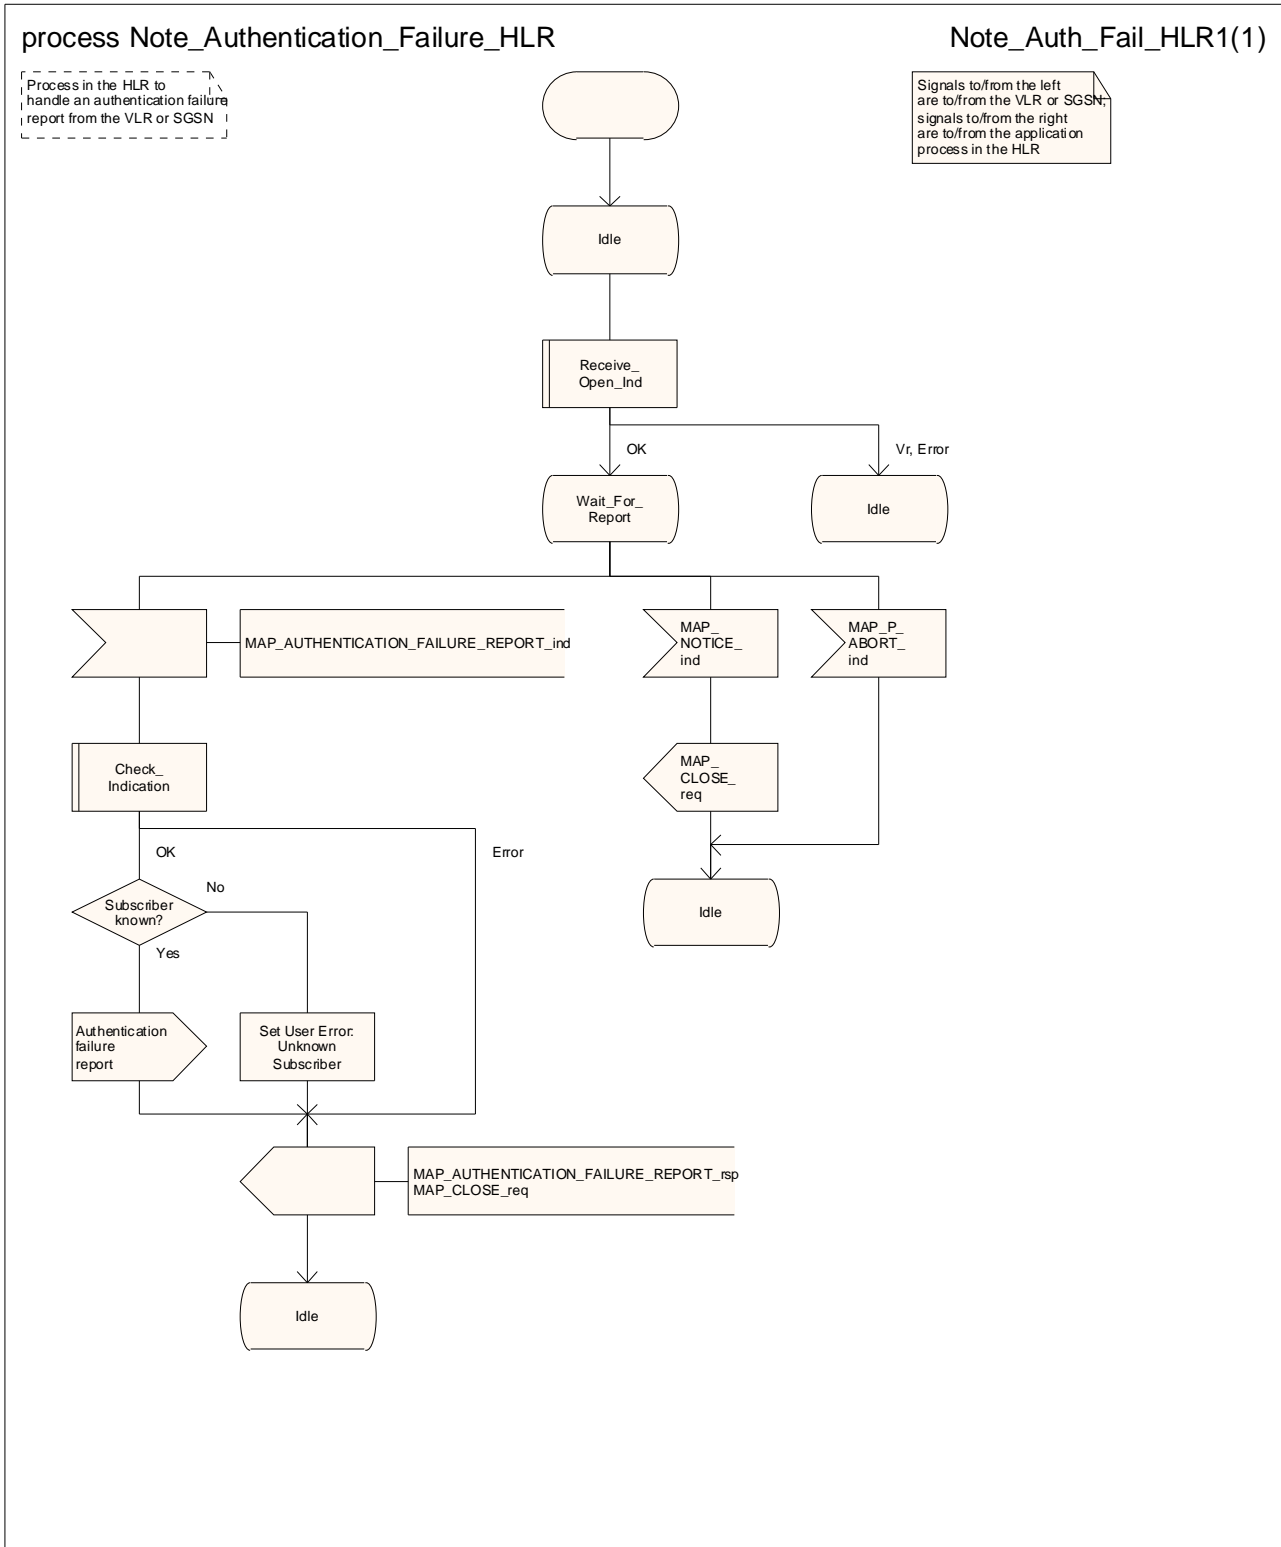 process Note_Authentication_Failure_HLR
Note_Auth_Fail_HLR1(1)
Process in the HLR to
handle an authentication failure
report from the VLR or SGSN
Signals to/from the left
are to/from the VLR or SGSN;
signals to/from the right
are to/from the application
process in the HLR
Idle
Receive_
Open_Ind
OK
Vr, Error
Wait_For_
Report
Idle
MAP_AUTHENTICATION_FAILURE_REPORT_ind
MAP_
NOTICE_
ind
MAP_P_
ABORT_
ind
Check_
Indication
MAP_
CLOSE_
req
OK
Error
No
Subscriber
known?
Yes
Idle
Authentication
failure
report
Set User Error:
Unknown
Subscriber
MAP_AUTHENTICATION_FAILURE_REPORT_rsp
MAP_CLOSE_req
Idle